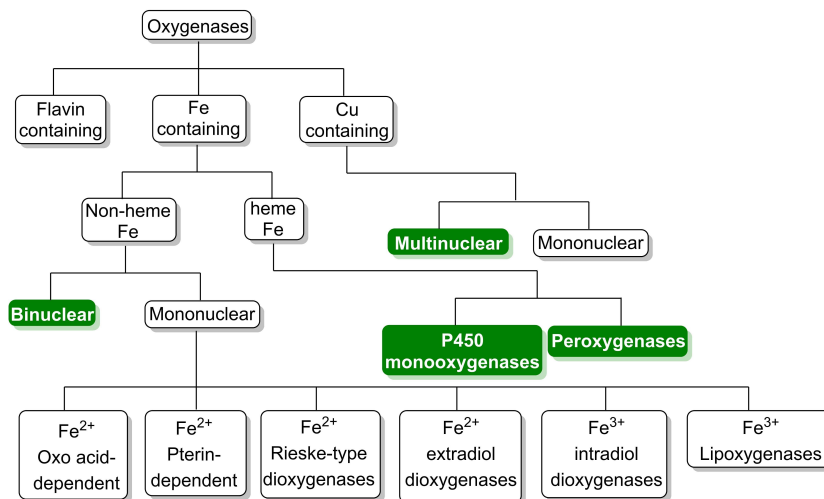 Oxygenases
Flavin
containing
Fe
containing
Cu
containing
Non-heme
Fe
heme
Fe
Multinuclear
Mononuclear
Binuclear
Mononuclear
P450
monooxygenases
Peroxygenases
Fe2+
Oxo acid-
dependent
Fe2+
Pterin-
dependent
Fe2+
Rieske-type
dioxygenases
Fe2+
extradiol
dioxygenases
Fe3+
intradiol
dioxygenases
Fe3+
Lipoxygenases